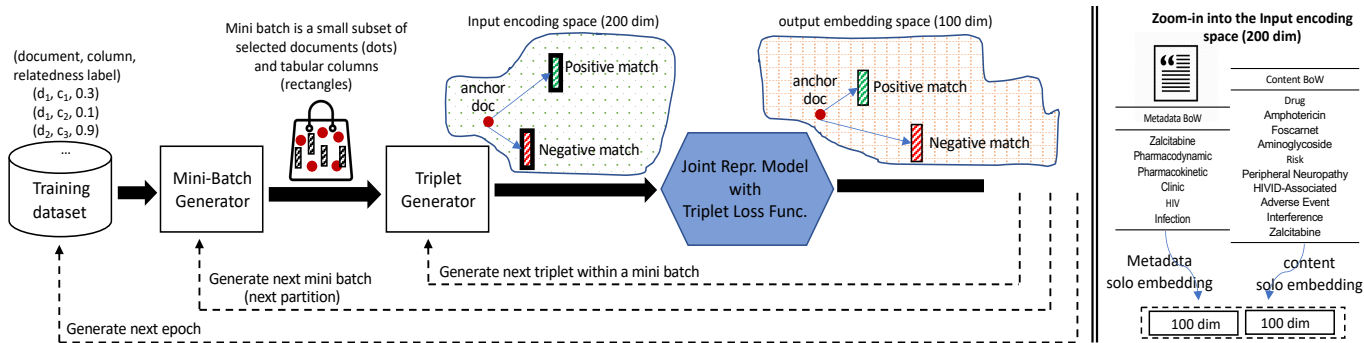 (document, column,
relatedness label)
(d1, c1, 0.3)
(d1, c2, 0.1)
(d2, c3, 0.9)
...
Training
dataset
Mini-Batch
Generator
Mini batch is a small subset of
selected documents (dots)
and tabular columns
(rectangles)
Triplet
Generator
Input encoding space (200 dim)
Positive match
anchor
doc
Negative match
Joint Repr. Model
with
Triplet Loss Func.
output embedding space (100 dim)
anchor
doc
Positive match
Negative match
Generate next triplet within a mini batch
Generate next mini batch
(next partition)
Generate next epoch
Zoom-in into the Input encoding
space (200 dim)
Metadata BoW
Zalcitabine
Pharmacodynamic
Pharmacokinetic
Clinic
HIV
Infection
Content BoW
Drug
Amphotericin
Foscarnet
Aminoglycoside
Risk
Peripheral Neuropathy
HIVID-Associated
Adverse Event
Interference
Zalcitabine
Metadata
solo embedding
content
solo embedding
100 dim
100 dim